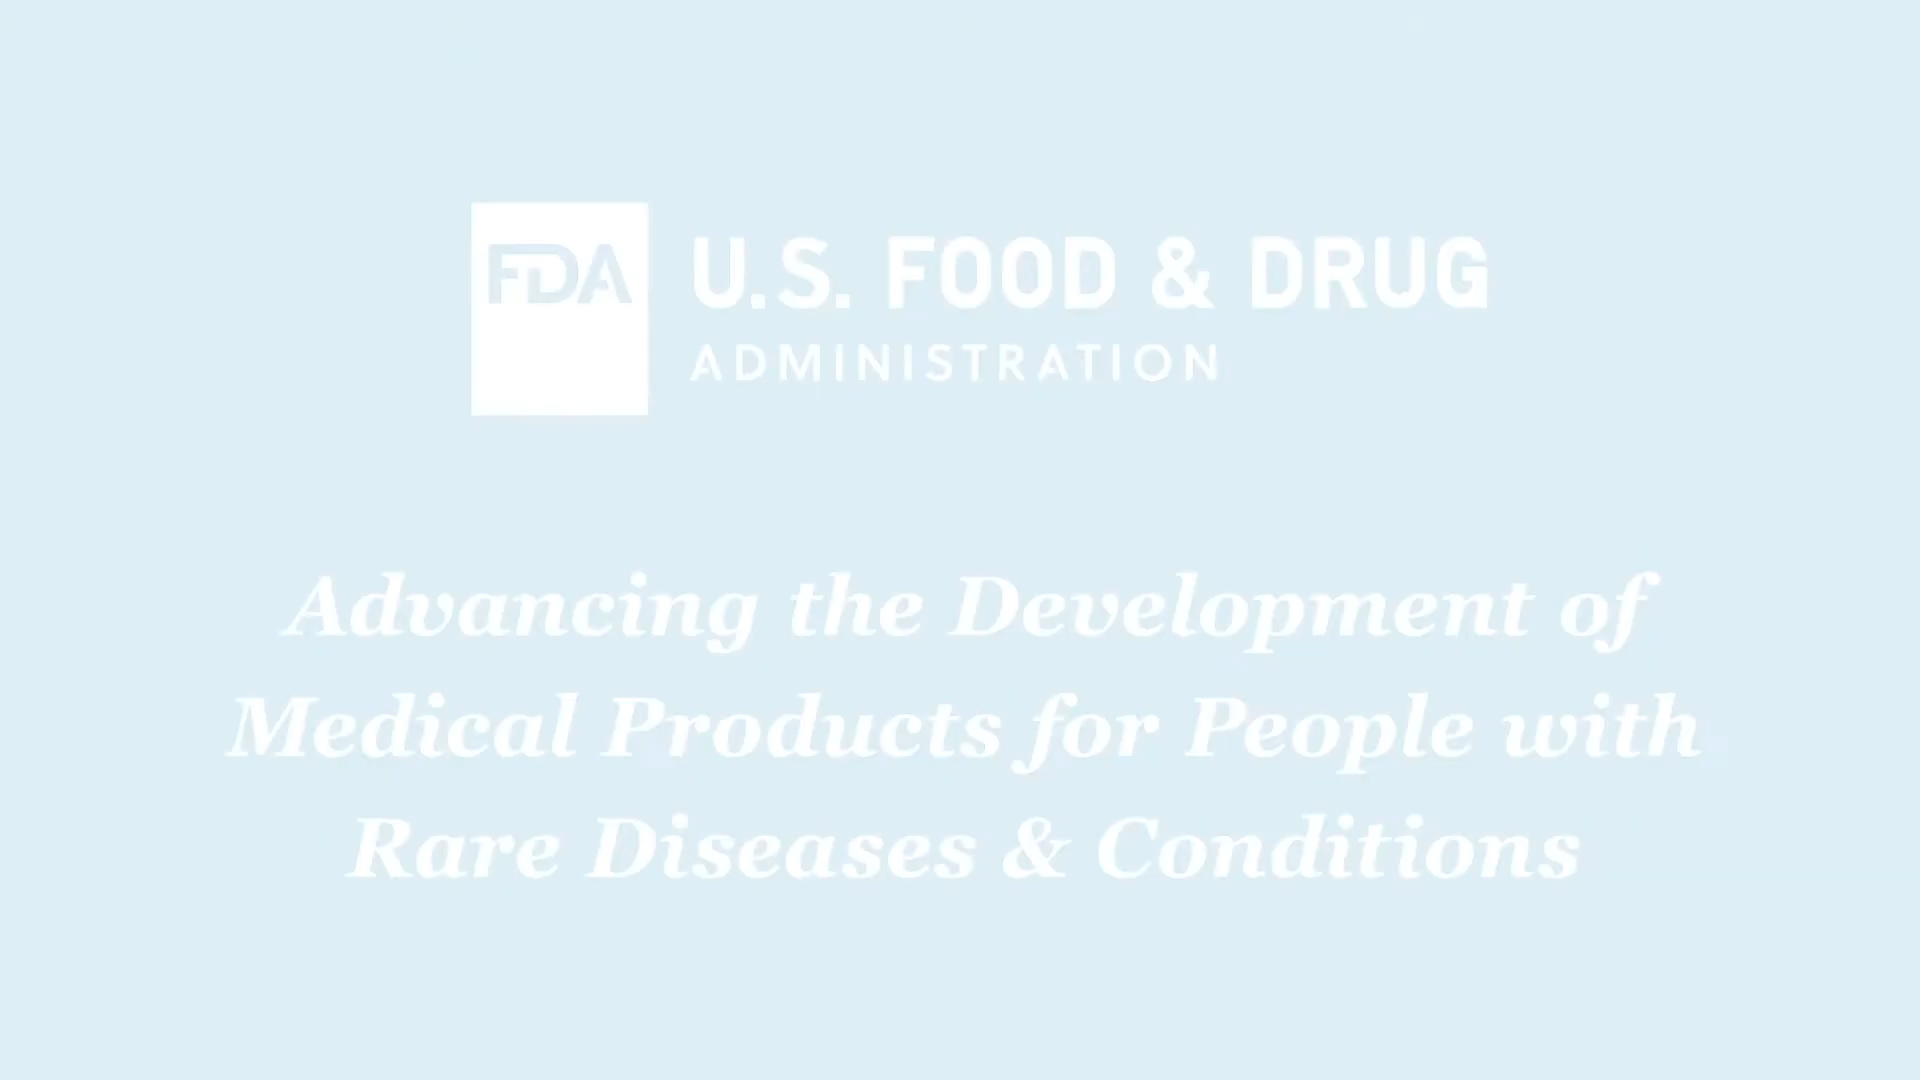 FDA
U.S. FOOD & DRUG
ADMINISTRATION
Advancing the Development of
Medical Products for People with
Rare Diseases & Conditions